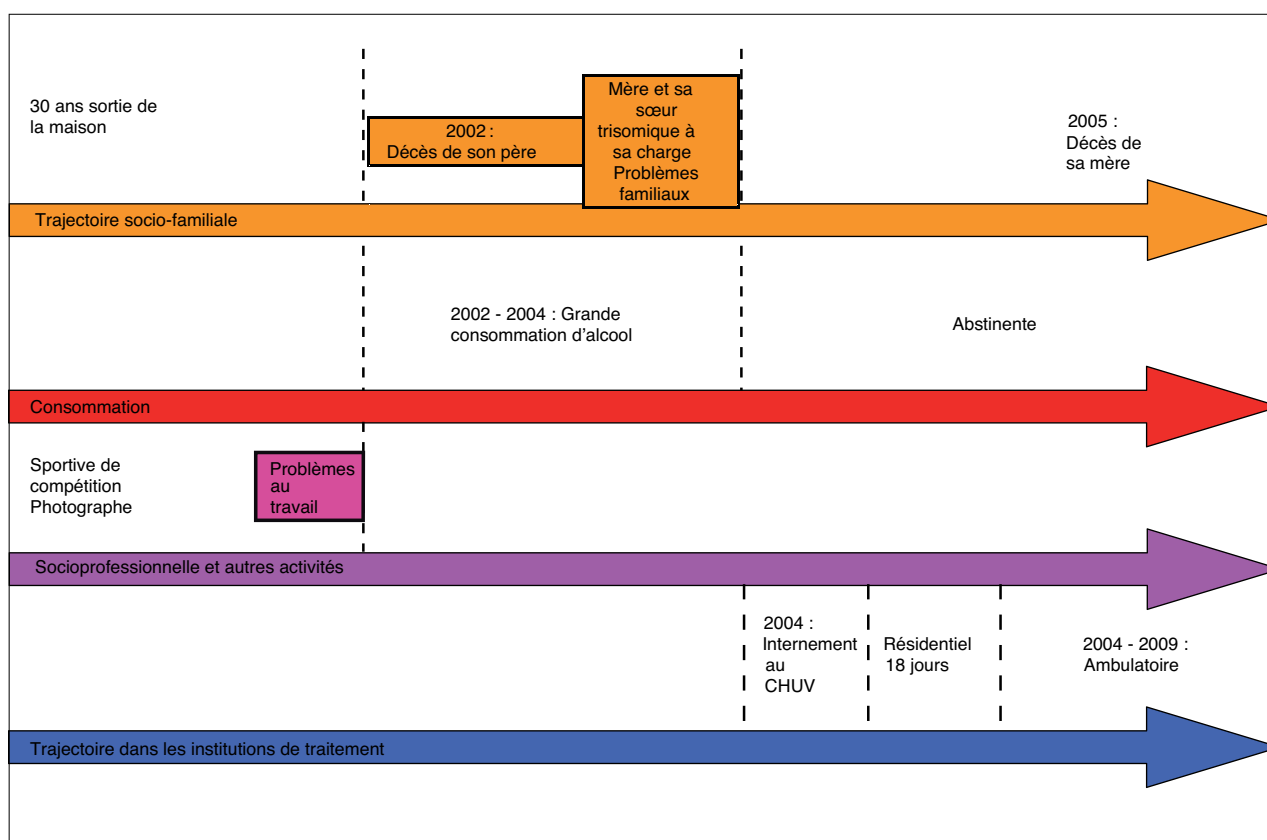 30 ans sortie de
la maison
2002 :
Décès de son père
Mère et sa
sœur
trisomique à
sa charge
Problèmes
familiaux
2005 :
Décès de
sa mère
Trajectoire socio-familiale
2002 - 2004 : Grande
consommation d'alcool
Abstinente
Consommation
Sportive de
compétition
Photographe
Problèmes
au
travail
Socioprofessionnelle et autres activités
2004 :
Internement
au
CHUV
Résidentiel
18 jours
2004 - 2009 :
Ambulatoire
Trajectoire dans les institutions de traitement